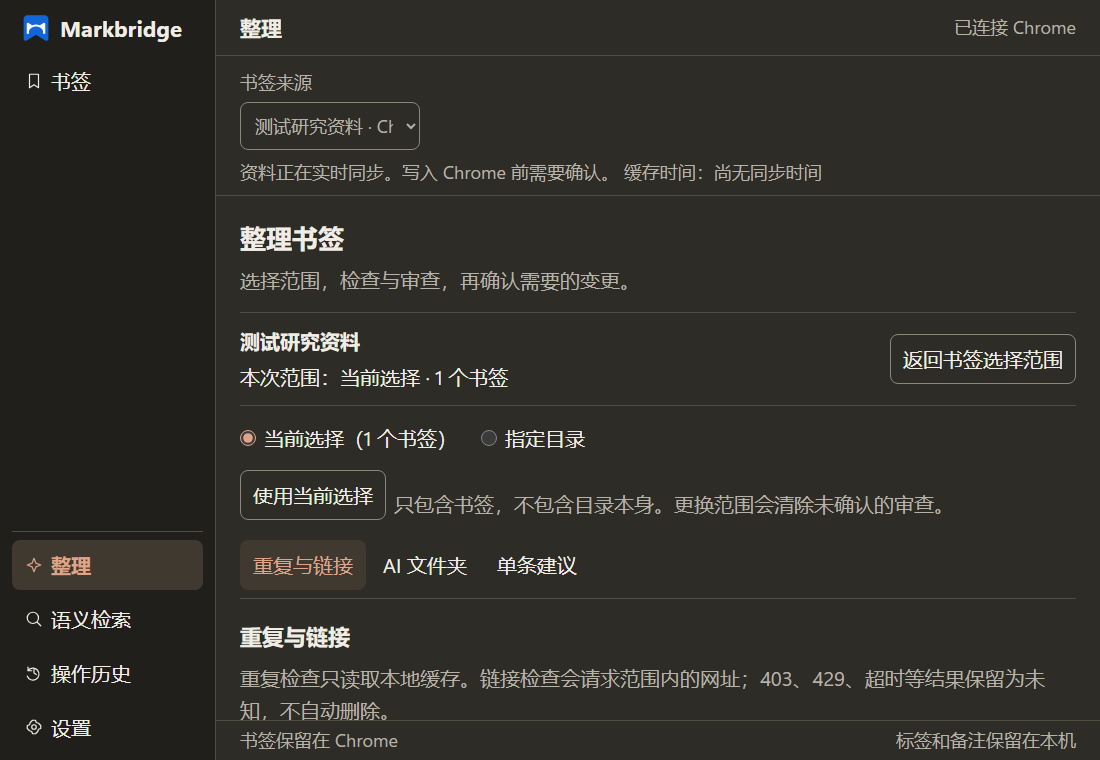 Markbridge
整理
已连接 Chrome
书签
书签来源
测试研究资料 · Ch
资料正在实时同步。写入 Chrome 前需要确认。 缓存时间：尚无同步时间
整理书签
选择范围，检查与审查，再确认需要的变更。
测试研究资料
本次范围：当前选择 · 1 个书签
返回书签选择范围
当前选择（1 个书签）
指定目录
使用当前选择
只包含书签，不包含目录本身。更换范围会清除未确认的审查。
重复与链接
AI 文件夹
单条建议
重复与链接
重复检查只读取本地缓存。链接检查会请求范围内的网址；403、429、超时等结果保留为未
知，不自动删除。
整理
语义检索
操作历史
设置
书签保留在 Chrome
标签和备注保留在本机